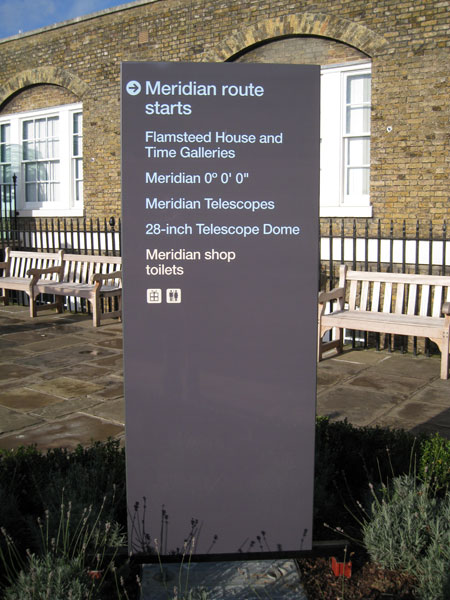 Meridian route
starts
Flamsteed House and
Time Galleries
Meridian 0º 0' 0"
Meridian Telescopes
28-inch Telescope Dome
Meridian shop
toilets